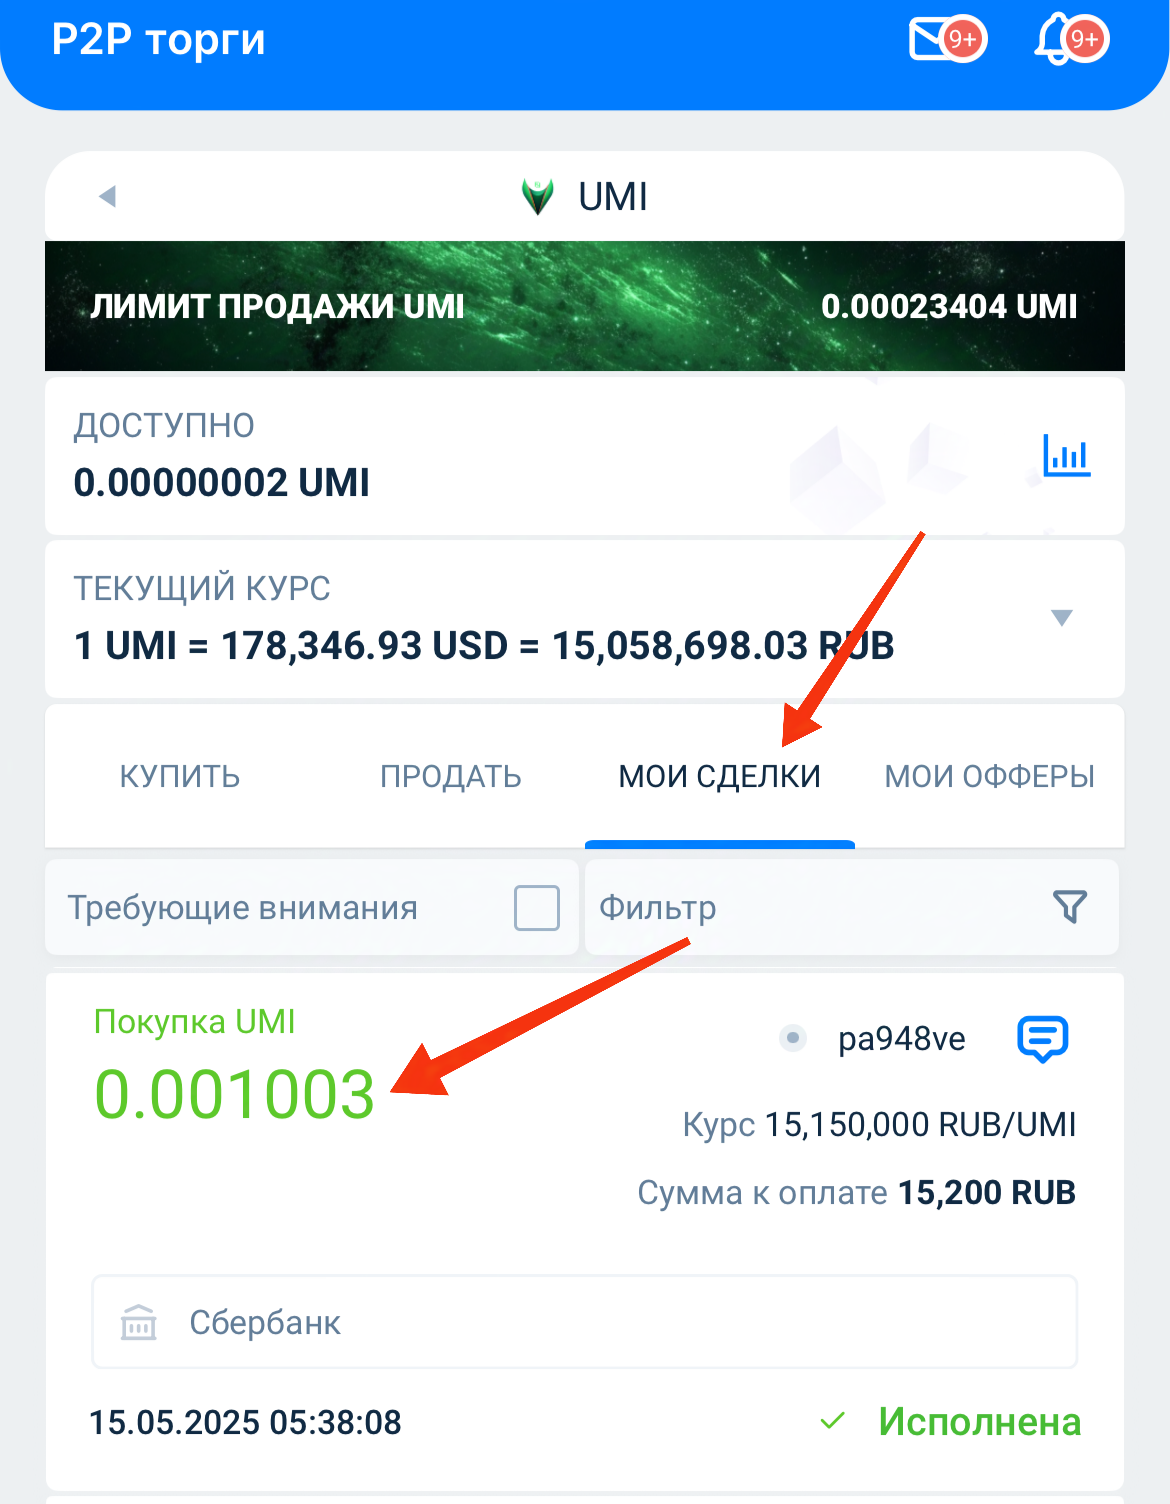 P2P торги
9+
9+
UMI
ЛИМИТ ПРОДАЖИ UMI
0.00023404 UMI
ДОСТУПНО
0.00000002 UMI
ТЕКУЩИЙ КУРС
1 UMI = 178,346.93 USD = 15,058,698.03 RUB
КУПИТЬ
ПРОДАТЬ
МОИ СДЕЛКИ
МОИ ОФФЕРЫ
Требующие внимания
Фильтр
Покупка UMI
0.001003
pa948ve
Курс 15,150,000 RUB/UMI
Сумма к оплате 15,200 RUB
Сбербанк
15.05.2025 05:38:08
Исполнена